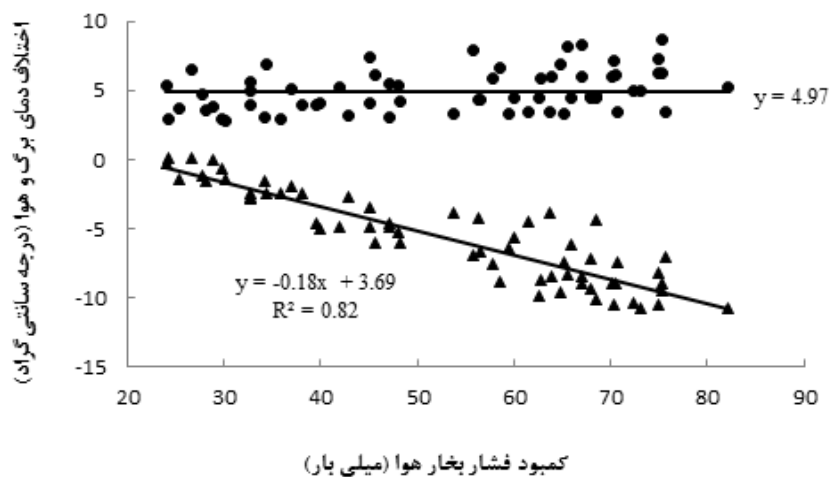 اختلاف دمای برگ و هوا (درجه سانتی گراد)
10
5
0
-5
-10
-15
y = 4.97
y = -0.18x + 3.69
R² = 0.82
20 30 40 50 60 70 80 90
کمبود فشار بخار هوا (میلی بار)